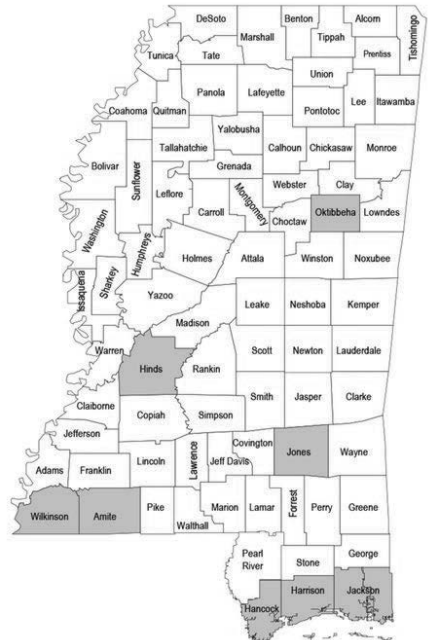 DeSoto
Marshall
Benton
Tippah
Alcorn
Prentiss
Tishomingo
Tunica
Tate
Union
Panola
Lafeyette
Pontotoc
Lee
Itawamba
Coahoma
Quitman
Yalobusha
Tallahatchie
Calhoun
Chickasaw
Monroe
Bolivar
Sunflower
Leflore
Grenada
Webster
Clay
Carroll
Montgomery
Choctaw
Oktibbeha
Lowndes
Washington
Humphreys
Holmes
Attala
Winston
Noxubee
Issaquena
Sharkey
Yazoo
Leake
Neshoba
Kemper
Madison
Warren
Hinds
Rankin
Scott
Newton
Lauderdale
Claiborne
Copiah
Simpson
Smith
Jasper
Clarke
Jefferson
Lincoln
Lawrence
Jeff Davis
Covington
Jones
Wayne
Adams
Franklin
Wilkinson
Amite
Pike
Walthall
Marion
Lamar
Forrest
Perry
Greene
Pearl
River
Stone
George
Hancock
Harrison
Jackson